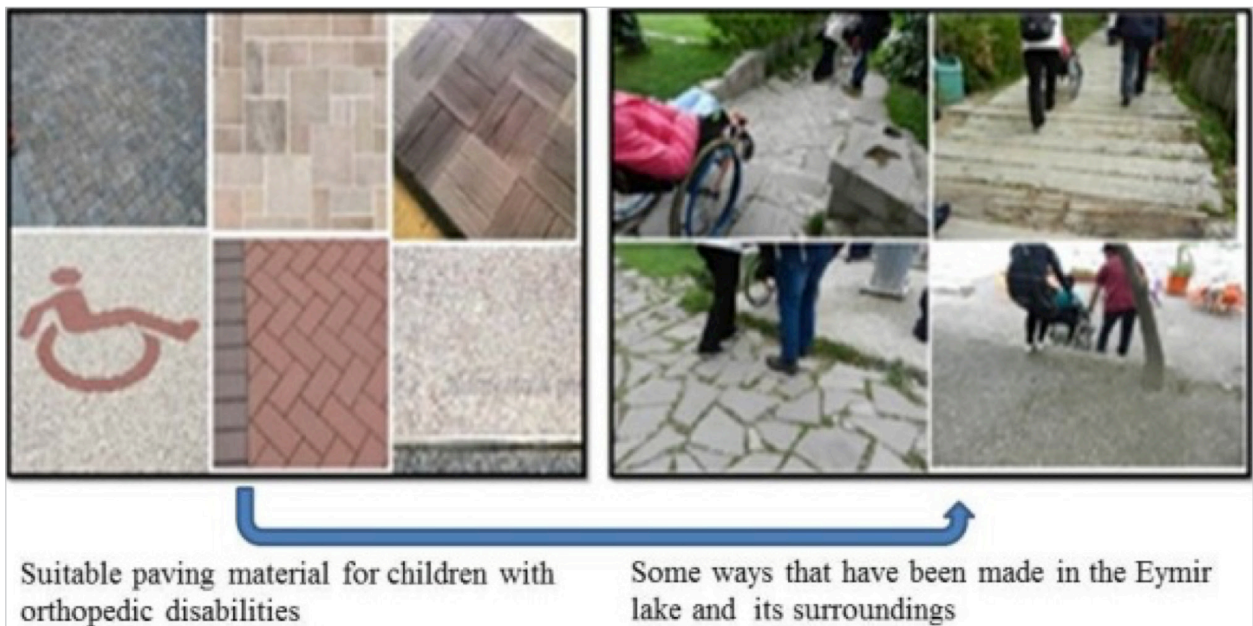 Suitable paving material for children with
orthopedic disabilities
Some ways that have been made in the Eymir
lake and its surroundings